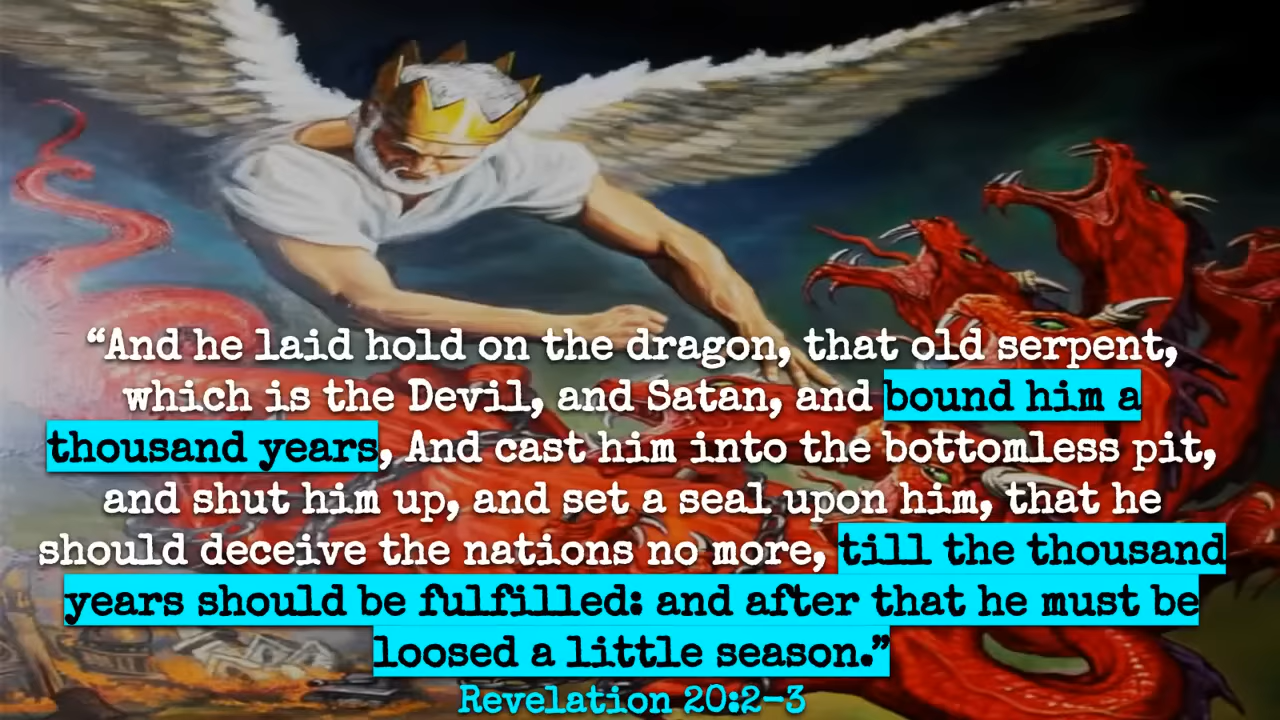 “And he laid hold on the dragon, that old serpent,
which is the Devil, and Satan, and bound him a
thousand years, And cast him into the bottomless pit,
and shut him up, and set a seal upon him, that he
should deceive the nations no more, till the thousand
years should be fulfilled: and after that he must be
loosed a little season.”
Revelation 20:2-3